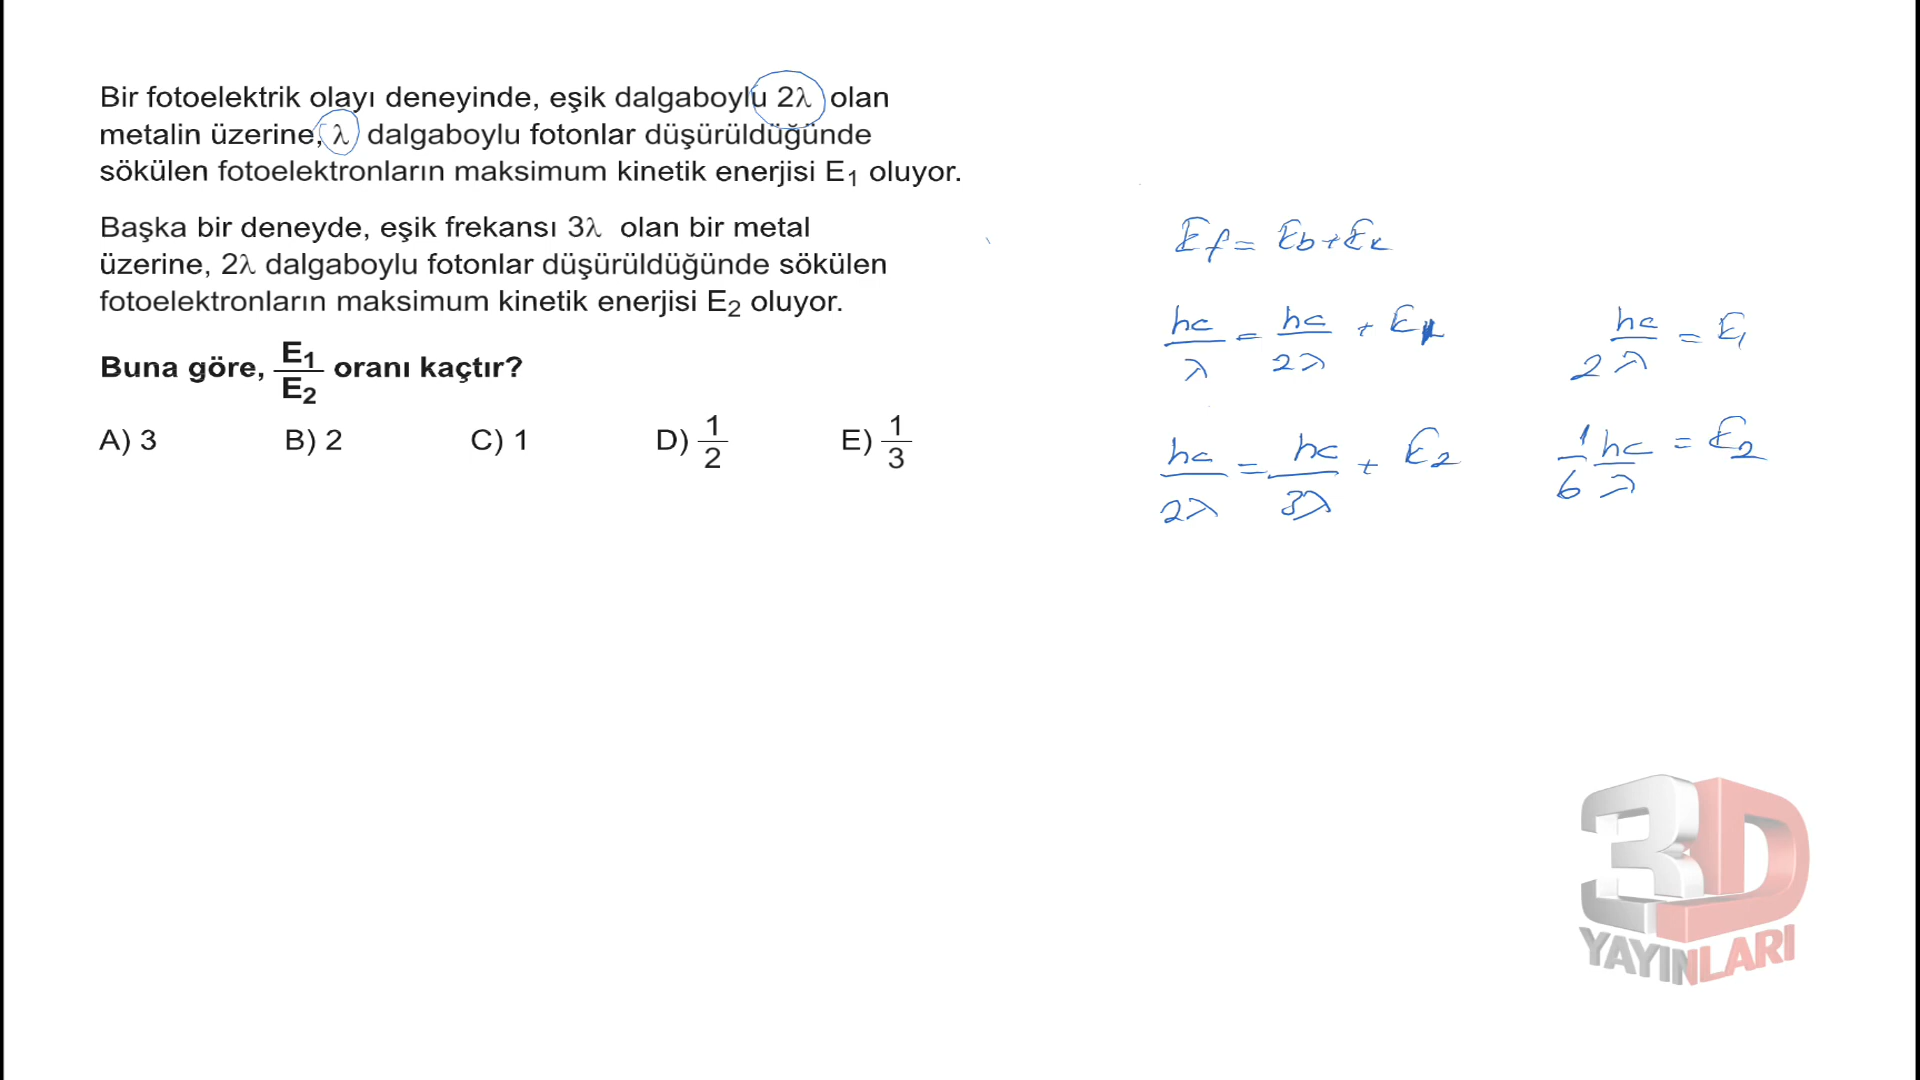 Bir fotoelektrik olayı deneyinde, eşik dalgaboylu 2λ olan
metalin üzerine, λ dalgaboylu fotonlar düşürüldüğünde
sökülen fotoelektronların maksimum kinetik enerjisi E₁ oluyor.
Başka bir deneyde, eşik frekansı 3λ olan bir metal
üzerine, 2λ dalgaboylu fotonlar düşürüldüğünde sökülen
fotoelektronların maksimum kinetik enerjisi E₂ oluyor.
Buna göre, E₁/E₂ oranı kaçtır?
A) 3 B) 2 C) 1 D) 1/2 E) 1/3
Ef = Eb + Ek
hc/λ = hc/2λ + E₁
hc/2λ = E₁
hc/2λ = hc/3λ + E₂
1/6 hc/λ = E₂
3D
YAYINLARI